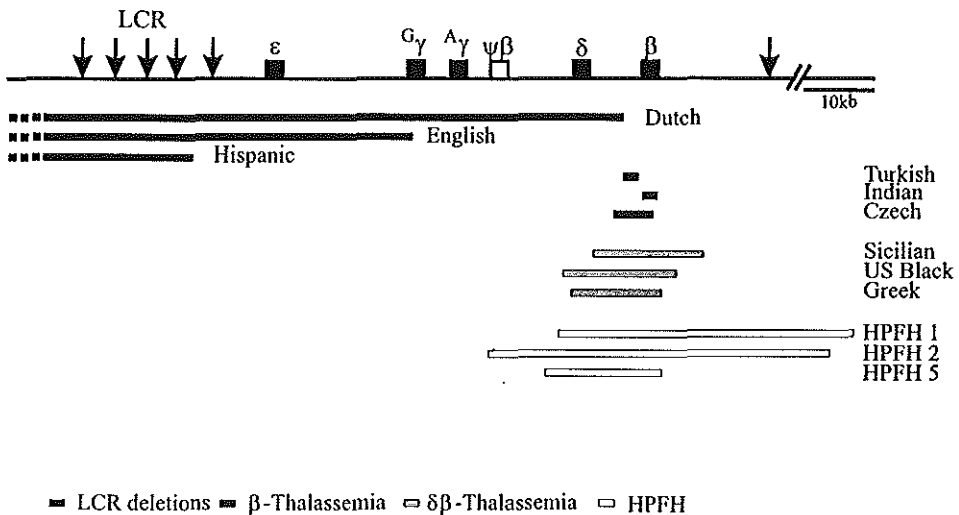 LCR
ε Gγ Aγ ψβ δ β
10kb
Dutch
English
Hispanic
Turkish
Indian
Czech
Sicilian
US Black
Greek
HPFH 1
HPFH 2
HPFH 5
LCR deletions β-Thalassemia δβ-Thalassemia HPFH